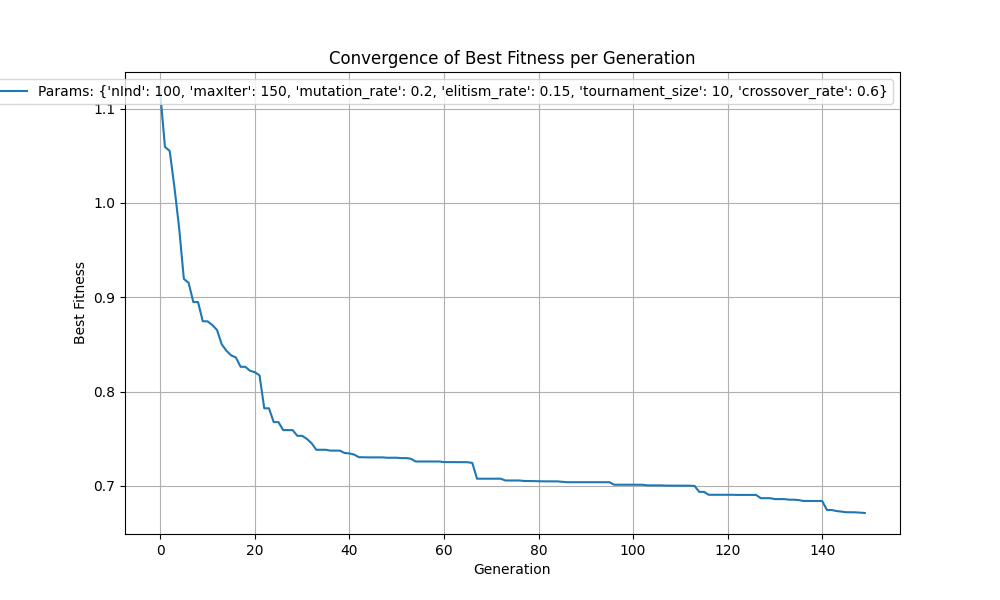 Convergence of Best Fitness per Generation
Params: {'nInd': 100, 'maxIter': 150, 'mutation_rate': 0.2, 'elitism_rate': 0.15, 'tournament_size': 10, 'crossover_rate': 0.6}
1.1
1.0
0.9
0.8
0.7
Best Fitness
0 20 40 60 80 100 120 140
Generation